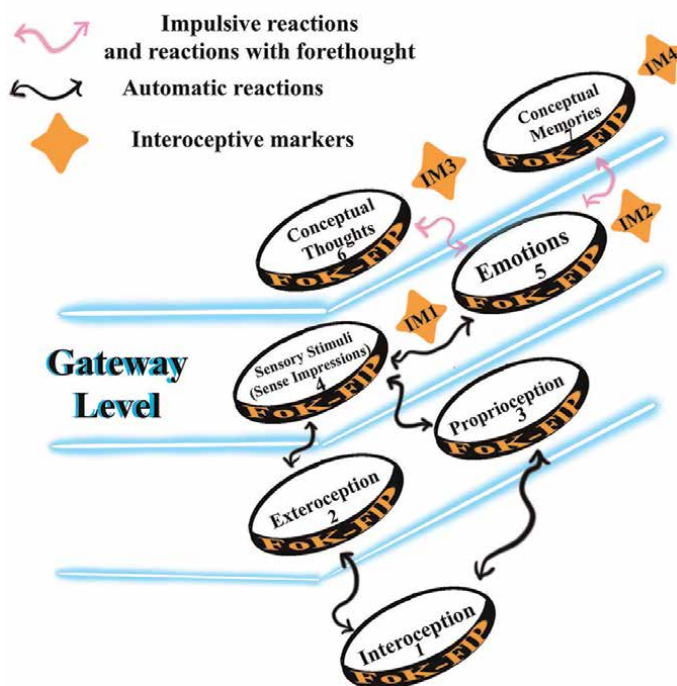 Impulsive reactions
and reactions with forethought
Automatic reactions
Interoceptive markers
IM4
Conceptual
Memories
7
FoK-FIP
IM3
Conceptual
Thoughts
6
FoK-FIP
IM2
Emotions
5
FoK-FIP
IM1
Sensory Stimuli
(Sense Impressions)
4
FoK-FIP
Gateway
Level
Proprioception
3
FoK-FIP
Exteroception
2
FoK-FIP
Interoception
1
FoK-FIP